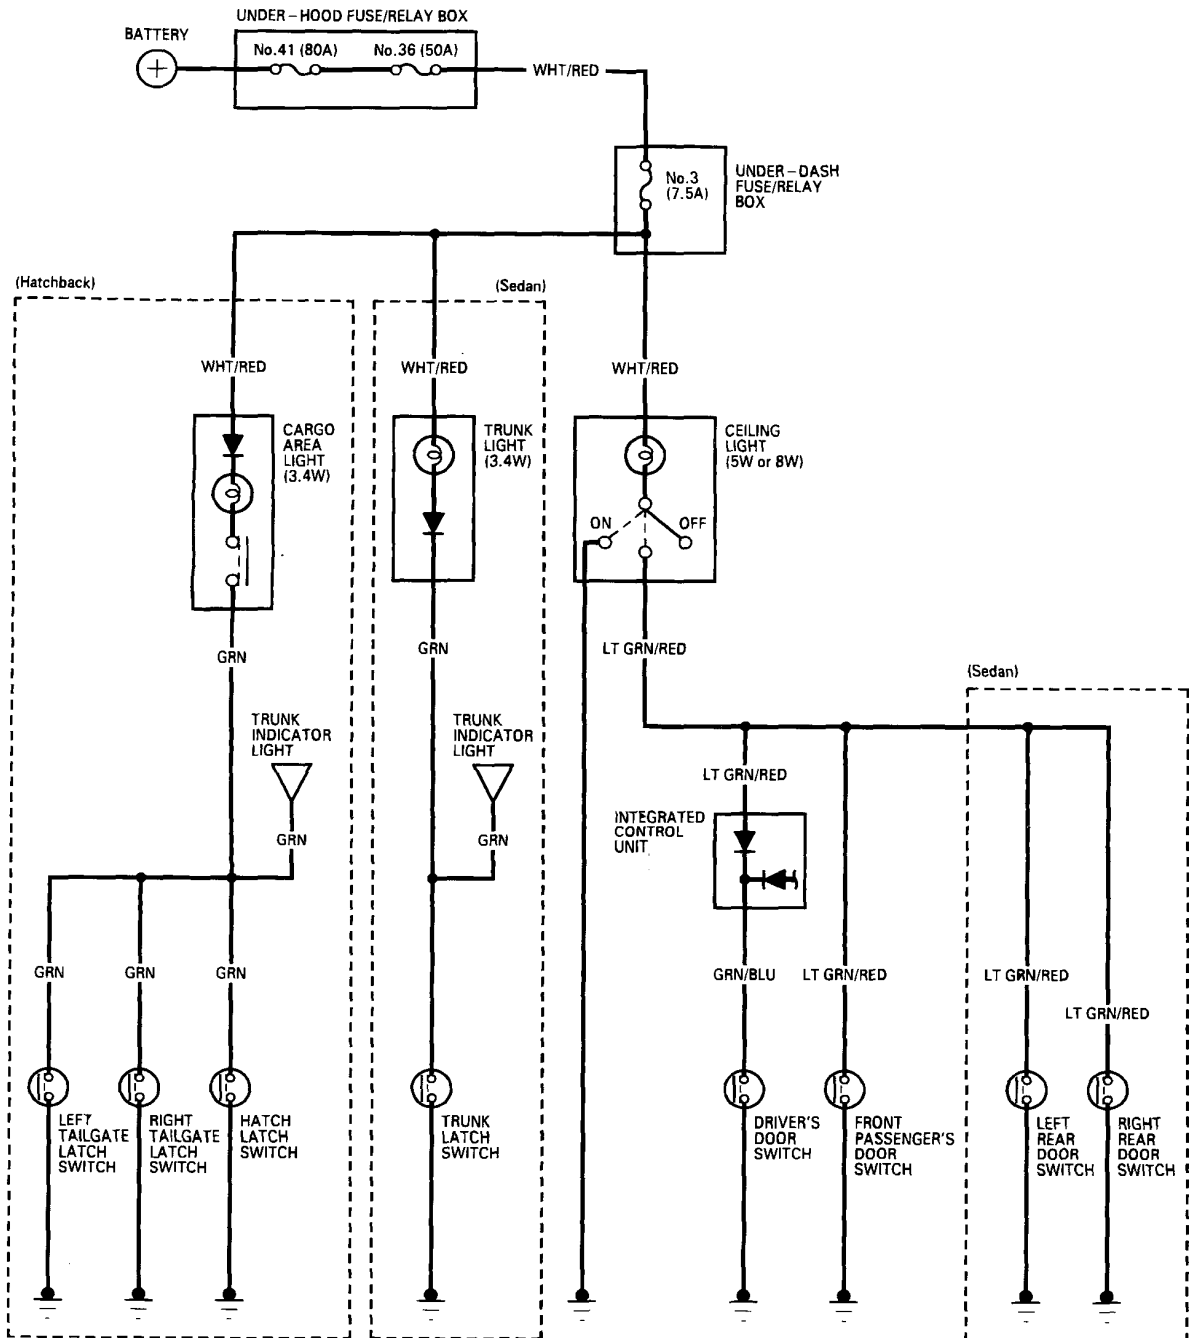 UNDER-HOOD FUSE/RELAY BOX
BATTERY
No.41 (80A)
No.36 (50A)
+
WHT/RED
No.3
(7.5A)
UNDER-DASH
FUSE/RELAY
BOX
(Hatchback)
(Sedan)
WHT/RED
WHT/RED
WHT/RED
CARGO
AREA
LIGHT
(3.4W)
TRUNK
LIGHT
(3.4W)
CEILING
LIGHT
(5W or 8W)
ON
OFF
GRN
GRN
LT GRN/RED
(Sedan)
TRUNK
INDICATOR
LIGHT
TRUNK
INDICATOR
LIGHT
LT GRN/RED
INTEGRATED
CONTROL
UNIT
GRN
GRN
GRN
GRN
GRN
GRN/BLU
LT GRN/RED
LT GRN/RED
LT GRN/RED
LEFT
TAILGATE
LATCH
SWITCH
RIGHT
TAILGATE
LATCH
SWITCH
HATCH
LATCH
SWITCH
TRUNK
LATCH
SWITCH
DRIVER'S
DOOR
SWITCH
FRONT
PASSENGER'S
DOOR
SWITCH
LEFT
REAR
DOOR
SWITCH
RIGHT
REAR
DOOR
SWITCH